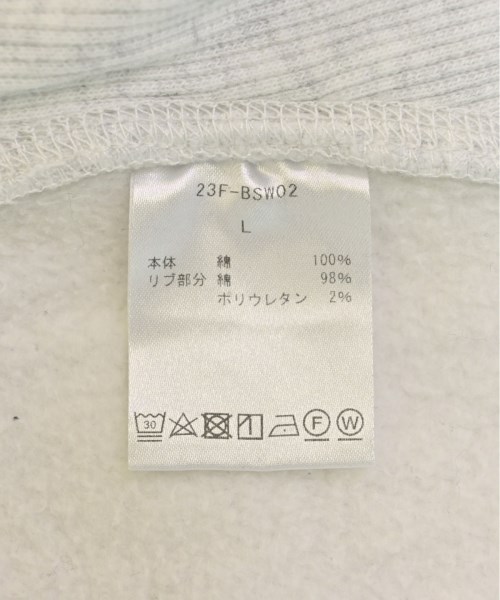 23F-BSW02
L
本体 綿 100%
リブ部分 綿 98%
ポリウレタン 2%
30 F W